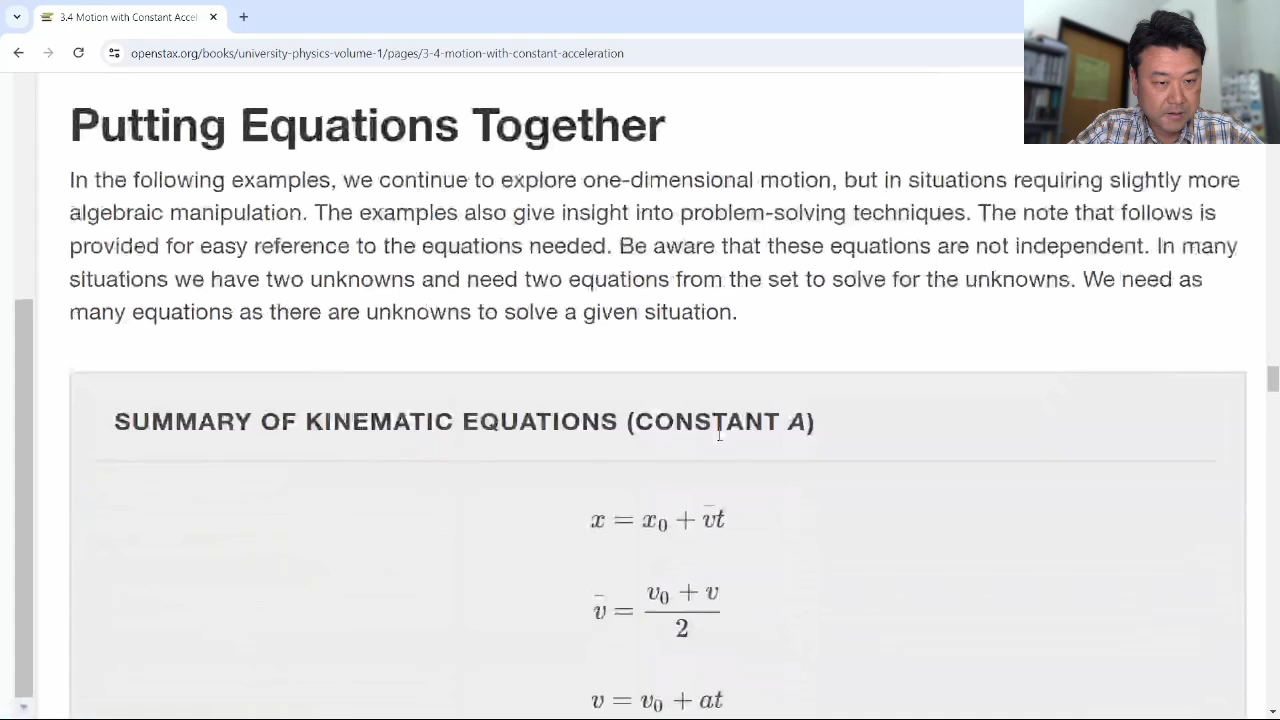 3.4 Motion with Constant Accel
openstax.org/books/university-physics-volume-1/pages/3-4-motion-with-constant-acceleration
Putting Equations Together
In the following examples, we continue to explore one-dimensional motion, but in situations requiring slightly more
algebraic manipulation. The examples also give insight into problem-solving techniques. The note that follows is
provided for easy reference to the equations needed. Be aware that these equations are not independent. In many
situations we have two unknowns and need two equations from the set to solve for the unknowns. We need as
many equations as there are unknowns to solve a given situation.
SUMMARY OF KINEMATIC EQUATIONS (CONSTANT A)
x = x₀ + v̄t
v̄ = (v₀ + v)/2
v = v₀ + at